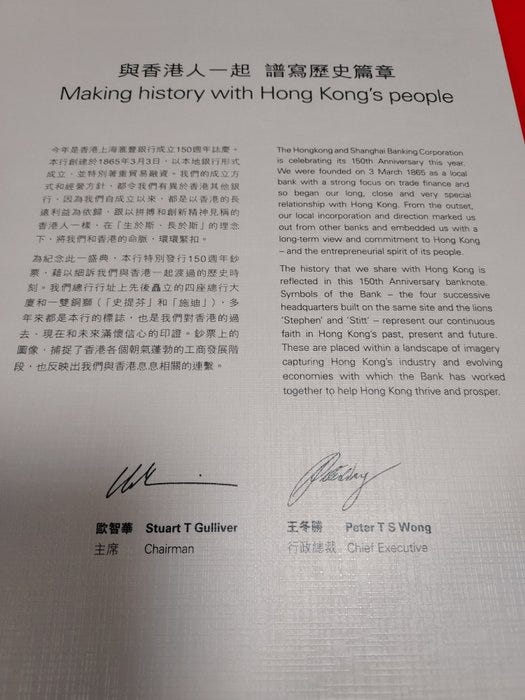 與香港人一起 譜寫歷史篇章
Making history with Hong Kong's people
今年是香港上海滙豐銀行成立150週年誌慶。
本行創建於1865年3月3日，以本地銀行形式
成立，並特別著重貿易融資。我們的成立方
式和經營方針，都令我們有異於香港其他銀
行，因為我們自成立以來，都是以香港的長
遠利益為依歸，跟以拼搏和創新精神見稱的
香港人一樣，在「生於斯、長於斯」的理念
下，將我們和香港的命脈，環環緊扣。
為紀念此一盛典，本行特別發行150週年鈔
票，藉以細訴我們與香港一起渡過的歷史時
刻。我們總行行址上先後矗立的四座總行大
廈和一雙銅獅（「史提芬」和「施迪」），多
年來都是本行的標誌，也是我們對香港的過
去、現在和未來滿懷信心的印證。鈔票上的
圖像，捕捉了香港各個朝氣蓬勃的工商發展階
段，也反映出我們與香港息息相關的連繫。
The Hongkong and Shanghai Banking Corporation
is celebrating its 150th Anniversary this year.
We were founded on 3 March 1865 as a local
bank with a strong focus on trade finance and
so began our long, close and very special
relationship with Hong Kong. From the outset,
our local incorporation and direction marked us
out from other banks and embedded us with a
long-term view and commitment to Hong Kong
– and the entrepreneurial spirit of its people.
The history that we share with Hong Kong is
reflected in this 150th Anniversary banknote.
Symbols of the Bank – the four successive
headquarters built on the same site and the lions
'Stephen' and 'Stitt' – represent our continuous
faith in Hong Kong's past, present and future.
These are placed within a landscape of imagery
capturing Hong Kong's industry and evolving
economies with which the Bank has worked
together to help Hong Kong thrive and prosper.
歐智華 Stuart T Gulliver
主席 Chairman
王冬勝 Peter T S Wong
行政總裁 Chief Executive